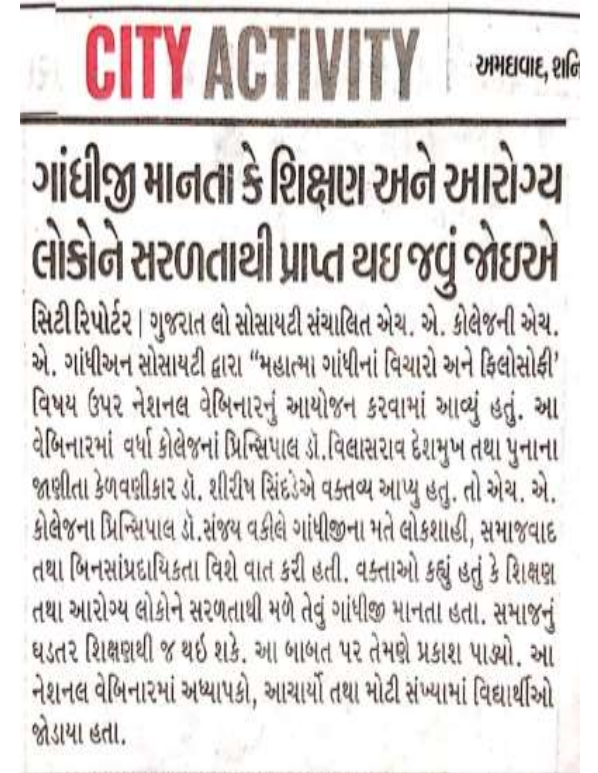 CITY ACTIVITY
અમદાવાદ, શનિ
ગાંધીજી માનતા કે શિક્ષણ અને આરોગ્ય
લોકોને સરળતાથી પ્રાપ્ત થઇ જવું જોઇએ
સિટી રિપોર્ટર | ગુજરાત લો સોસાયટી સંચાલિત એચ. એ. કોલેજની એચ.
એ. ગાંધીઅન સોસાયટી દ્વારા “મહાત્મા ગાંધીનાં વિચારો અને ફિલોસોફી’
વિષય ઉપર નેશનલ વેબિનારનું આયોજન કરવામાં આવ્યું હતું. આ
વેબિનારમાં વર્ધા કોલેજનાં પ્રિન્સિપાલ ડૉ.વિલાસરાવ દેશમુખ તથા પુનાના
જાણીતા કેળવણીકાર ડૉ. શીરીષ સિંદડેએ વક્તવ્ય આપ્યુ હતુ. તો એચ. એ.
કોલેજના પ્રિન્સિપાલ ડૉ.સંજય વકીલે ગાંધીજીના મતે લોકશાહી, સમાજવાદ
તથા બિનસાંપ્રદાયિકતા વિશે વાત કરી હતી. વક્તાઓ કહ્યું હતું કે શિક્ષણ
તથા આરોગ્ય લોકોને સરળતાથી મળે તેવું ગાંધીજી માનતા હતા. સમાજનું
ઘડતર શિક્ષણથી જ થઇ શકે. આ બાબત પર તેમણે પ્રકાશ પાડ્યો. આ
નેશનલ વેબિનારમાં અધ્યાપકો, આચાર્યો તથા મોટી સંખ્યામાં વિદ્યાર્થીઓ
જોડાયા હતા.